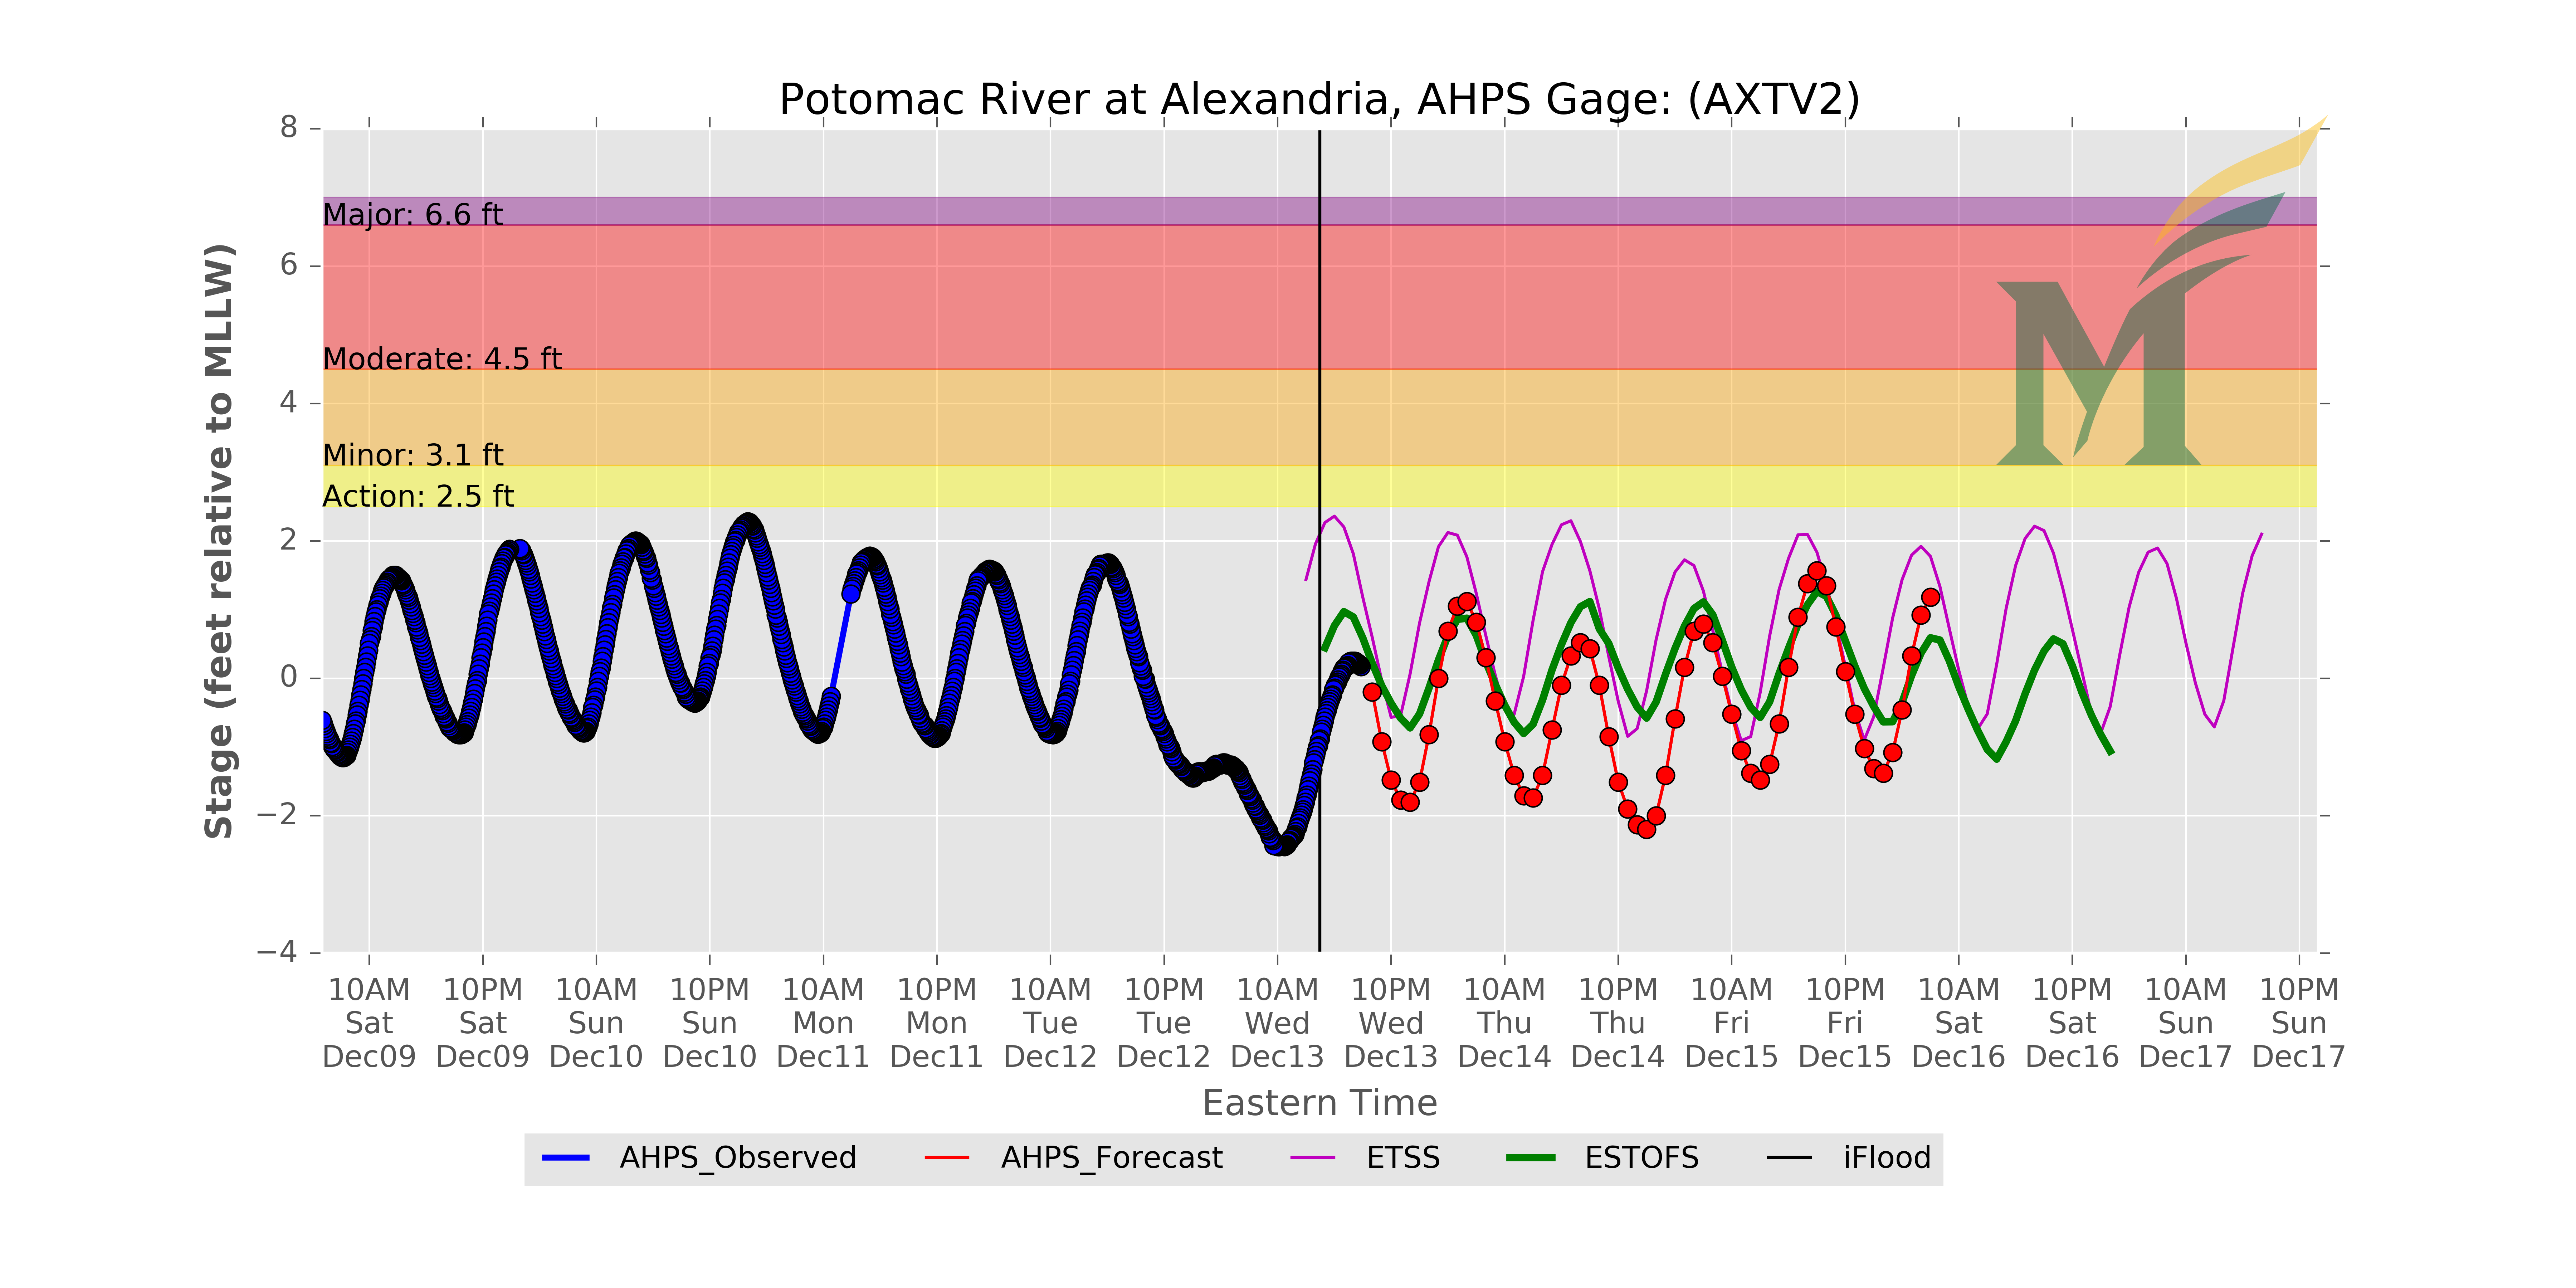 Potomac River at Alexandria, AHPS Gage: (AXTV2)
Stage (feet relative to MLLW)
8
6
4
2
0
−2
−4
Major: 6.6 ft
Moderate: 4.5 ft
Minor: 3.1 ft
Action: 2.5 ft
M
10AM 10PM 10AM 10PM 10AM 10PM 10AM 10PM 10AM 10PM 10AM 10PM 10AM 10PM 10AM 10PM 10AM 10PM
Sat Sat Sun Sun Mon Mon Tue Tue Wed Wed Thu Thu Fri Fri Sat Sat Sun Sun
Dec09 Dec09 Dec10 Dec10 Dec11 Dec11 Dec12 Dec12 Dec13 Dec13 Dec14 Dec14 Dec15 Dec15 Dec16 Dec16 Dec17 Dec17
Eastern Time
AHPS_Observed AHPS_Forecast ETSS ESTOFS iFlood